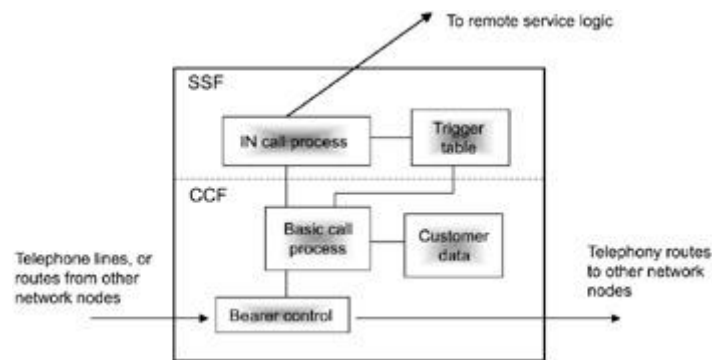 To remote service logic
SSF
IN call process
Trigger
table
CCF
Basic call
process
Customer
data
Telephone lines, or
routes from other
network nodes
Telephony routes
to other network
nodes
Bearer control